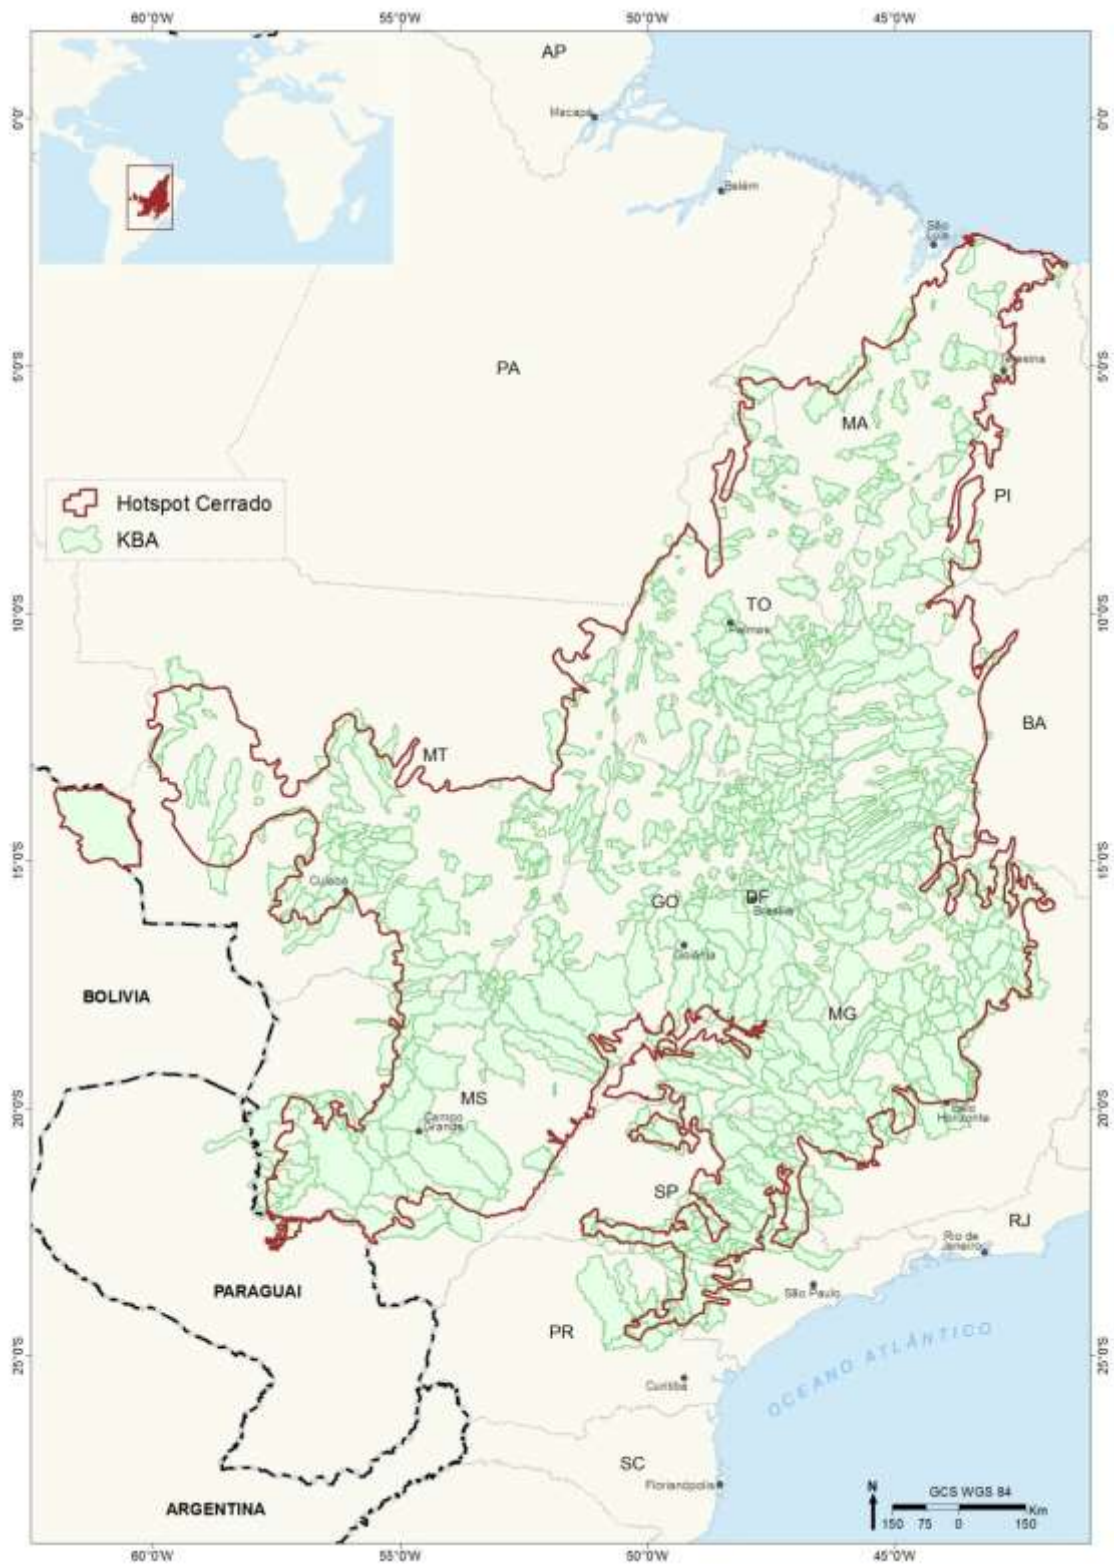 60°0'W 55°0'W 50°0'W 45°0'W
AP
Macapá
0°0' 0°0'
Belém
São
Luís
PA
5°0'S 5°0'S
MA
PI
Hotspot Cerrado
KBA
TO
Palmas
10°0'S 10°0'S
MT
BA
15°0'S 15°0'S
Cuiabá
GO DF
Brasília
Goiânia
BOLIVIA
MG
MS
20°0'S 20°0'S
Campo
Grande
Belo
Horizonte
SP
RJ
Rio de
Janeiro
PARAGUAI
São Paulo
PR
OCEANO ATLÂNTICO
25°0'S 25°0'S
Curitiba
SC
Florianópolis
ARGENTINA
N
GCS WGS 84
Km
150 75 0 150
60°0'W 55°0'W 50°0'W 45°0'W